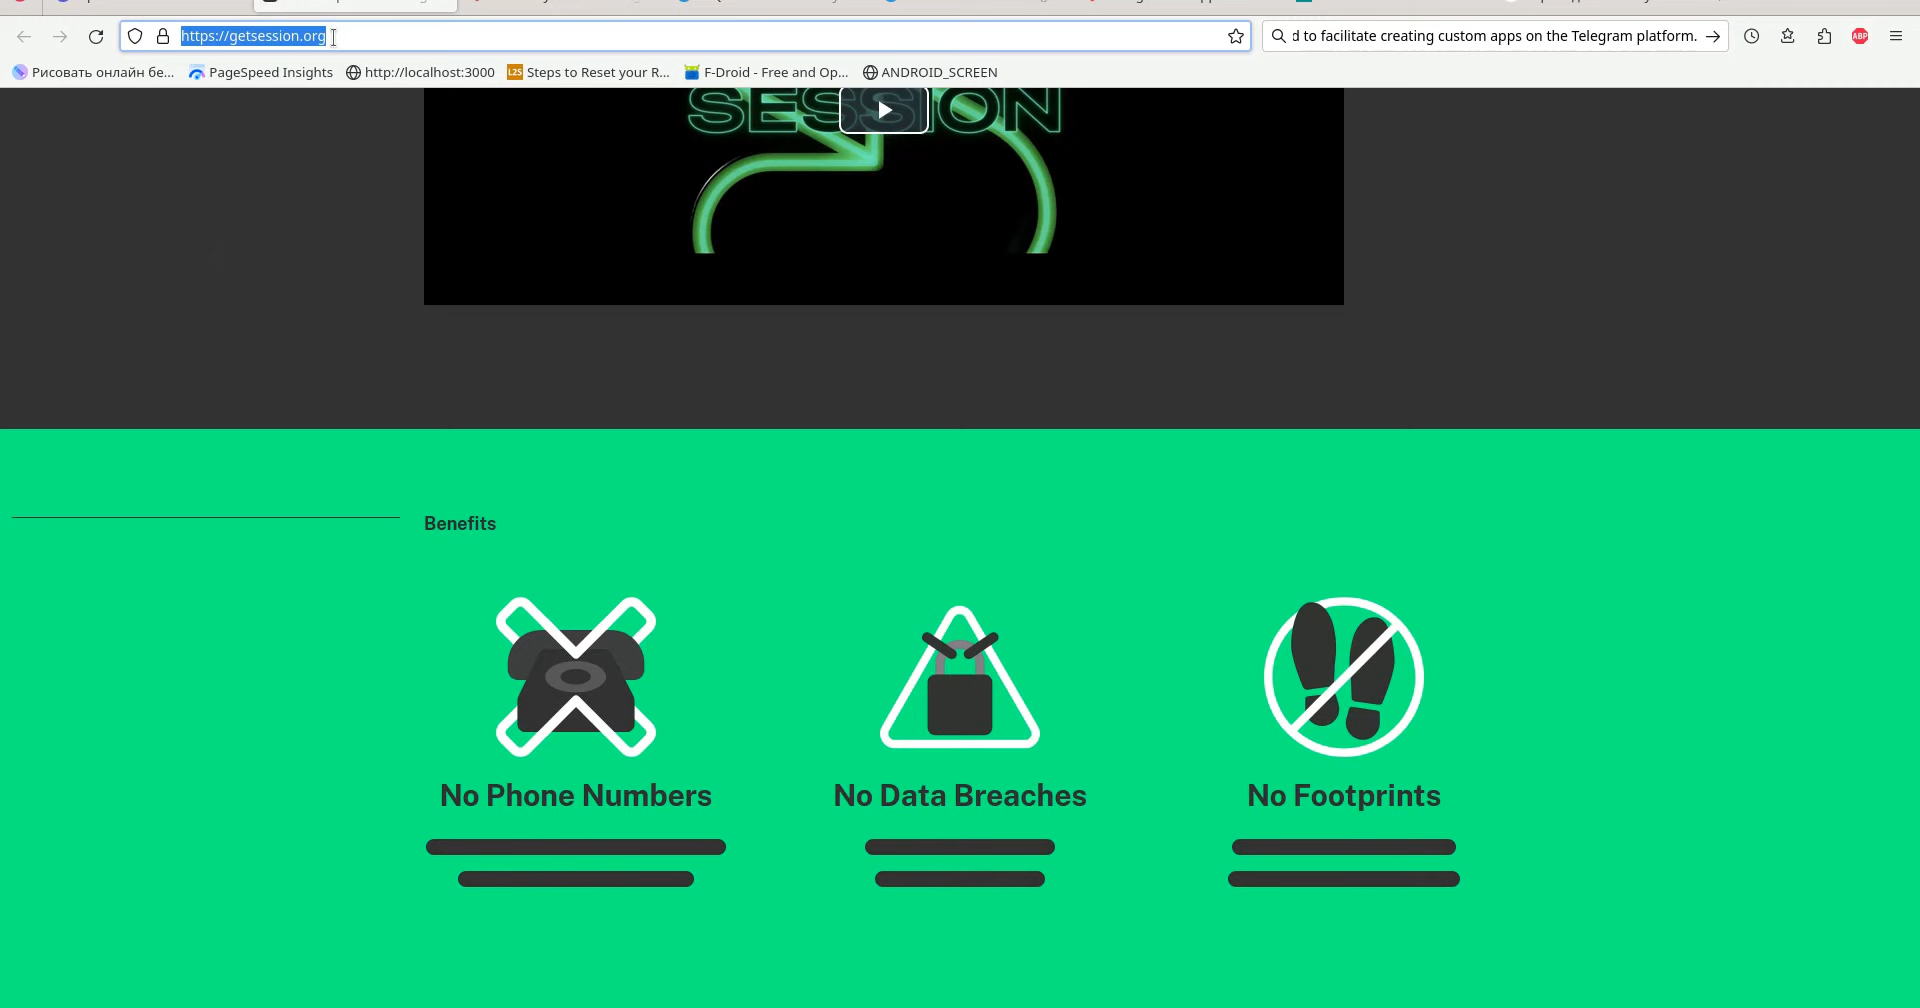 https://getsession.org
d to facilitate creating custom apps on the Telegram platform.
ABP
Рисовать онлайн бе...
PageSpeed Insights
http://localhost:3000
L2S
Steps to Reset your R...
F-Droid - Free and Op...
ANDROID_SCREEN
SESSION
Benefits
No Phone Numbers
No Data Breaches
No Footprints